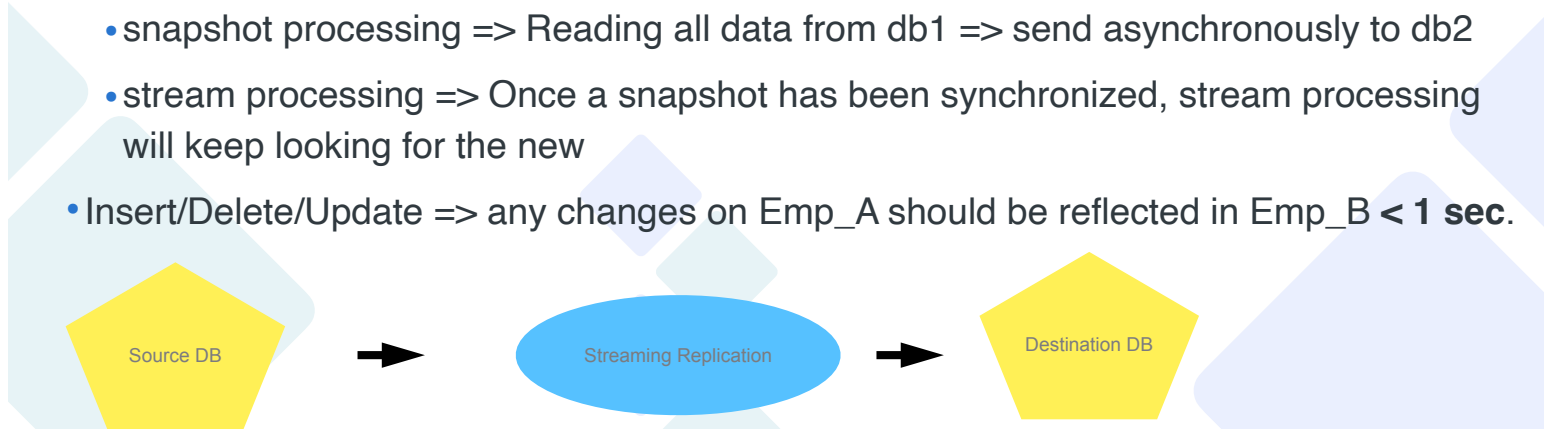 •snapshot processing => Reading all data from db1 => send asynchronously to db2
•stream processing => Once a snapshot has been synchronized, stream processing
will keep looking for the new
•Insert/Delete/Update => any changes on Emp_A should be reflected in Emp_B < 1 sec.
Source DB
Streaming Replication
Destination DB